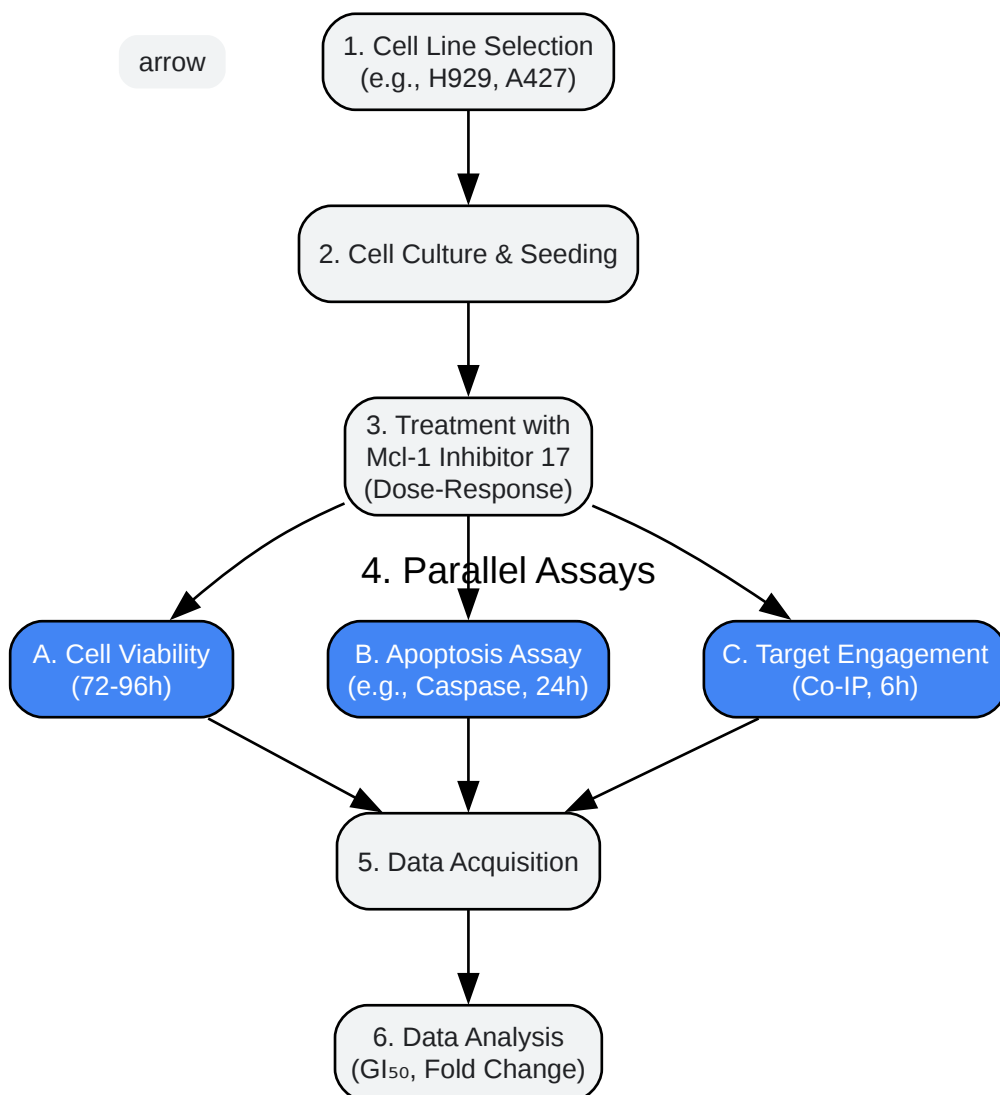 arrow
1. Cell Line Selection
(e.g., H929, A427)
2. Cell Culture & Seeding
3. Treatment with
Mcl-1 Inhibitor 17
(Dose-Response)
4. Parallel Assays
A. Cell Viability
(72-96h)
B. Apoptosis Assay
(e.g., Caspase, 24h)
C. Target Engagement
(Co-IP, 6h)
5. Data Acquisition
6. Data Analysis
(GI₅₀, Fold Change)